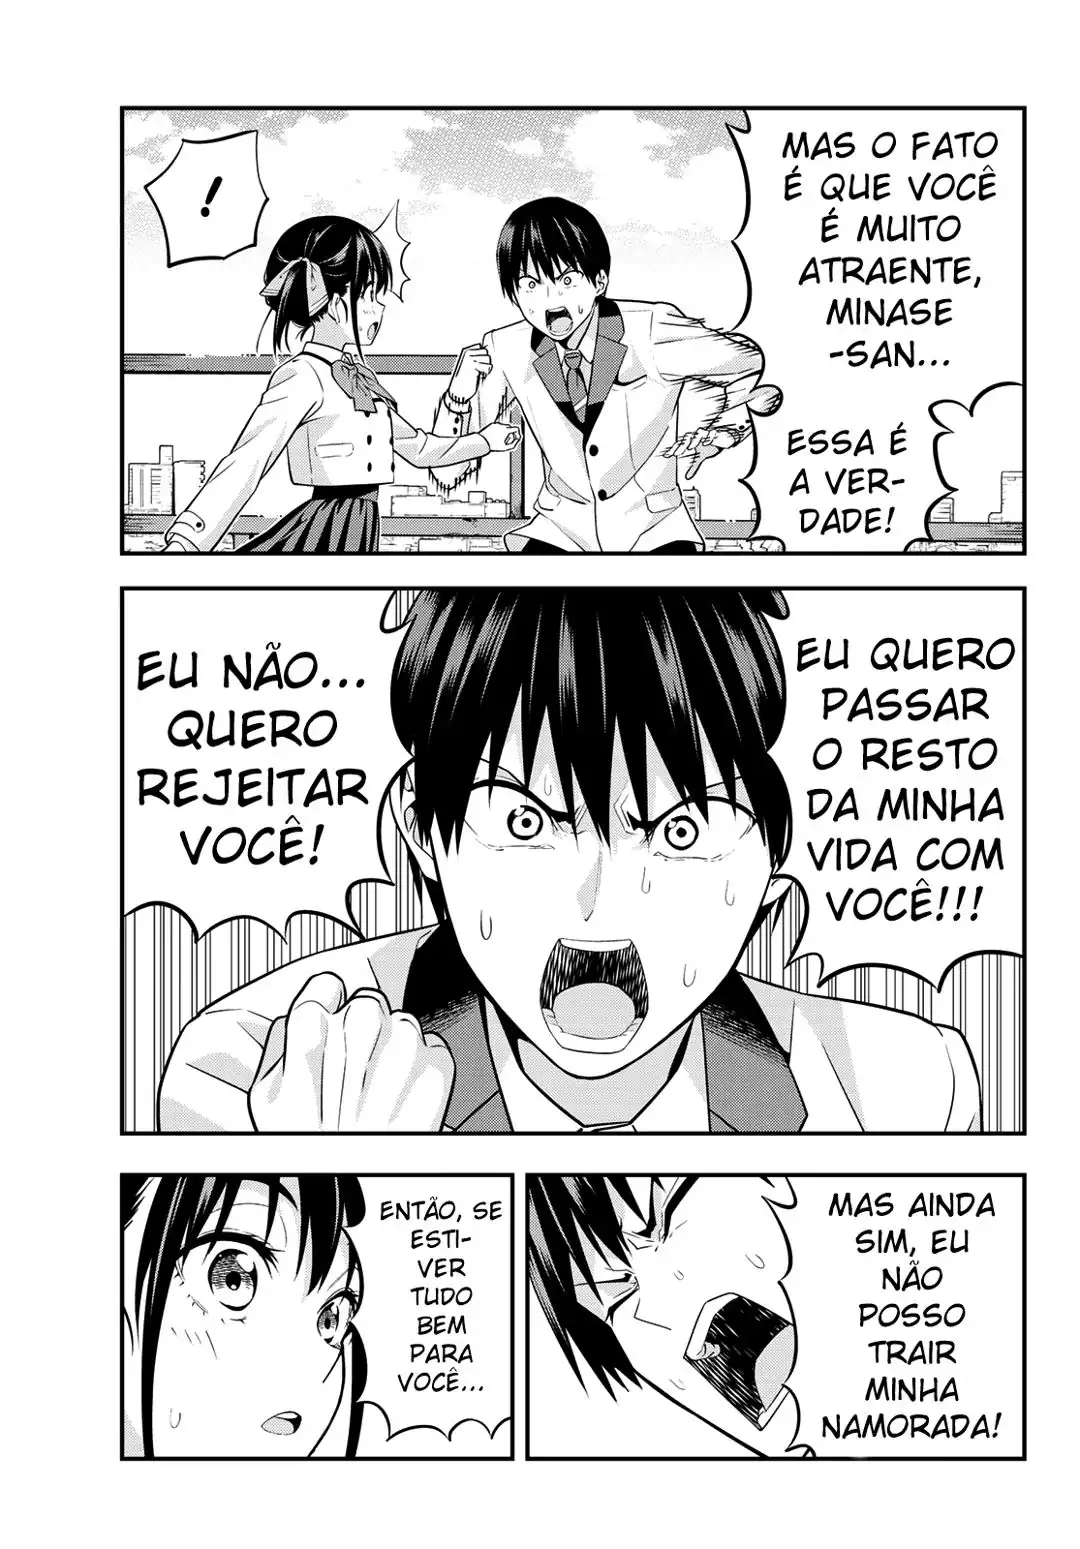 MAS O FATO
É QUE VOCÊ
É MUITO
ATRAENTE,
MINASE
-SAN...
ESSA É
A VER-
DADE!
!
EU QUERO
PASSAR
O RESTO
DA MINHA
VIDA COM
VOCÊ!!!
EU NÃO...
QUERO
REJEITAR
VOCÊ!
MAS AINDA
SIM, EU
NÃO
POSSO
TRAIR
MINHA
NAMORADA!
ENTÃO, SE
ESTI-
VER
TUDO
BEM
PARA
VOCÊ...